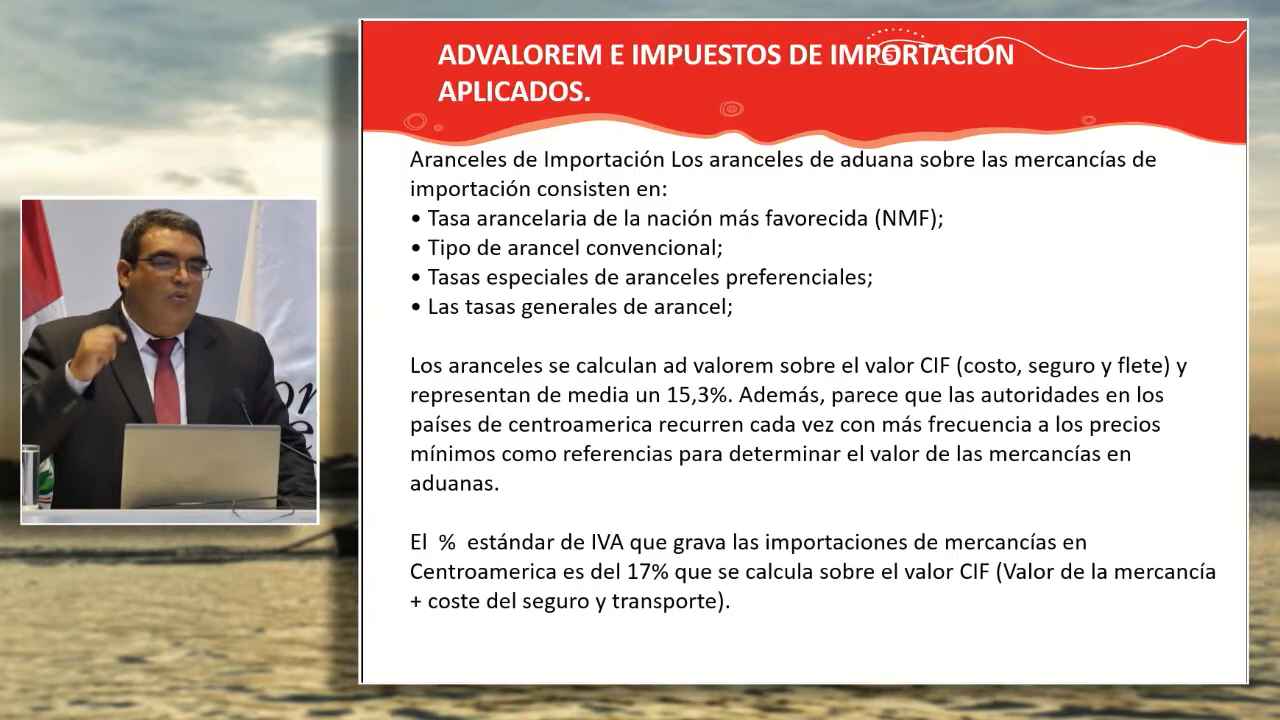 ADVALOREM E IMPUESTOS DE IMPORTACIÓN
APLICADOS.
Aranceles de Importación Los aranceles de aduana sobre las mercancías de
importación consisten en:
• Tasa arancelaria de la nación más favorecida (NMF);
• Tipo de arancel convencional;
• Tasas especiales de aranceles preferenciales;
• Las tasas generales de arancel;
Los aranceles se calculan ad valorem sobre el valor CIF (costo, seguro y flete) y
representan de media un 15,3%. Además, parece que las autoridades en los
países de centroamerica recurren cada vez con más frecuencia a los precios
mínimos como referencias para determinar el valor de las mercancías en
aduanas.
El % estándar de IVA que grava las importaciones de mercancías en
Centroamerica es del 17% que se calcula sobre el valor CIF (Valor de la mercancía
+ coste del seguro y transporte).